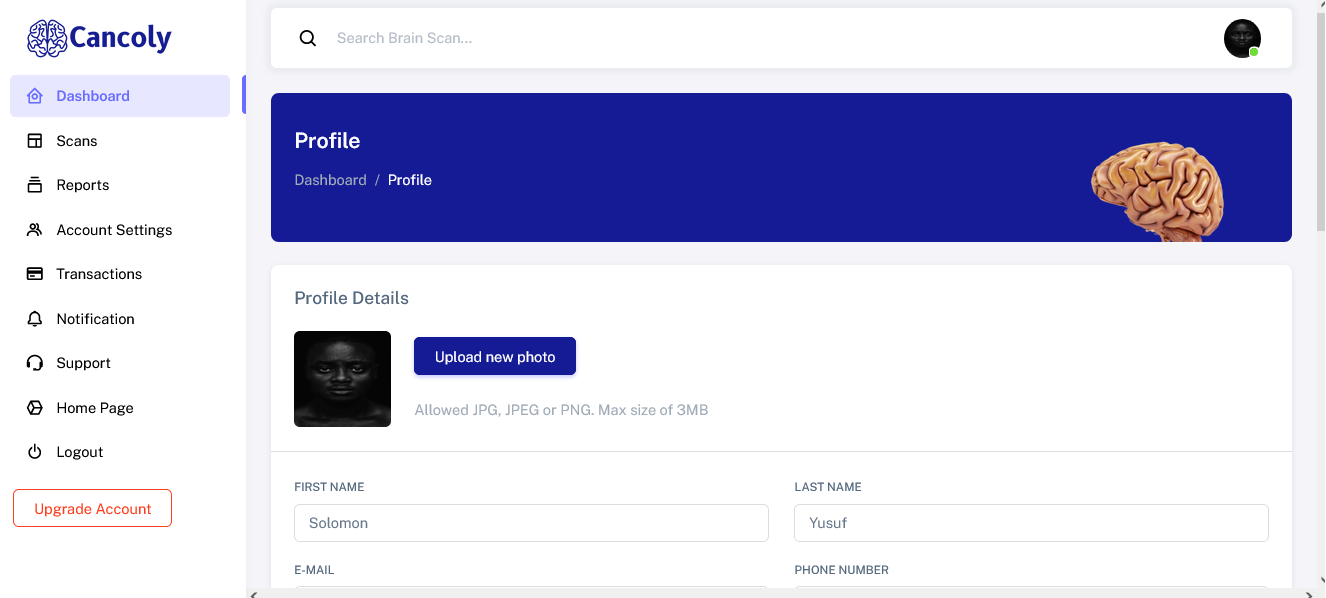 Cancoly
Search Brain Scan...
Dashboard
Scans
Reports
Account Settings
Transactions
Notification
Support
Home Page
Logout
Upgrade Account
Profile
Dashboard / Profile
Profile Details
Upload new photo
Allowed JPG, JPEG or PNG. Max size of 3MB
FIRST NAME
Solomon
LAST NAME
Yusuf
E-MAIL
PHONE NUMBER